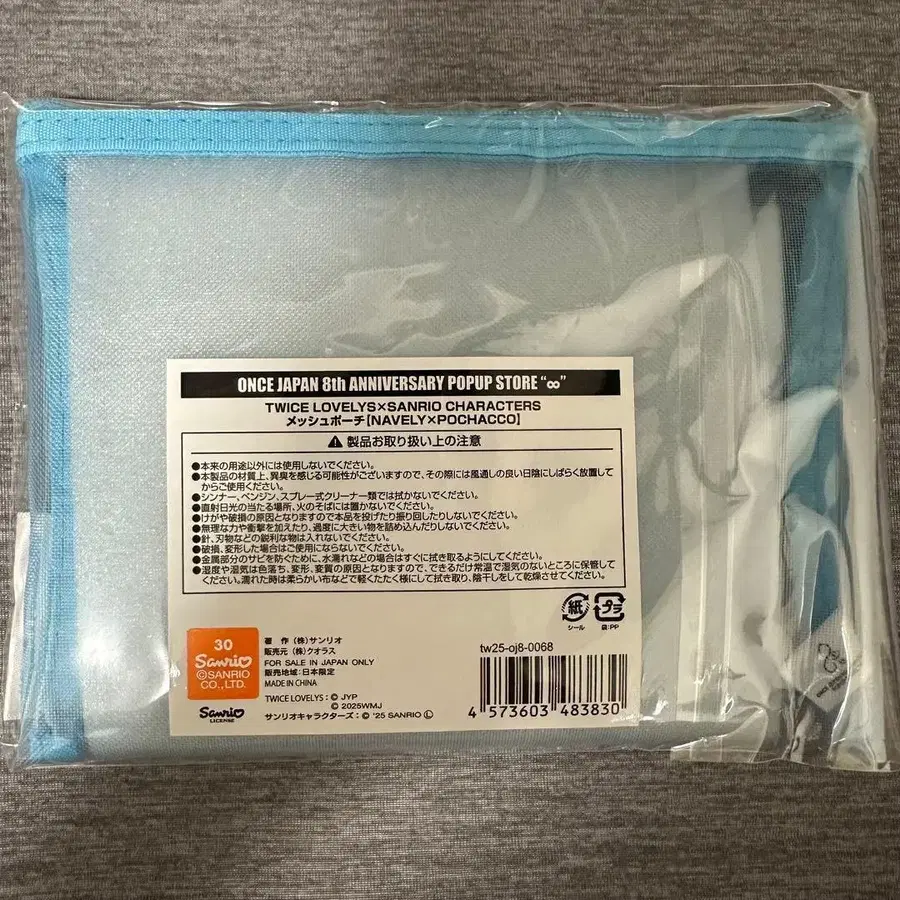 ONCE JAPAN 8th ANNIVERSARY POPUP STORE “∞”
TWICE LOVELYS×SANRIO CHARACTERS
メッシュポーチ[NAVELY×POCHACCO]
⚠ 製品お取り扱い上の注意
●本来の用途以外には使用しないでください。
●本製品の材質上、異臭を感じる可能性がございますので、その際には風通しの良い日陰にしばらく放置して
からご使用ください。
●シンナー、ベンジン、スプレー式クリーナー類では拭かないでください。
●直射日光の当たる場所、火のそばには置かないでください。
●けがや破損の原因となりますので本品を投げたり振り回したりしないでください。
●無理な力や衝撃を加えたり、過度に大きい物を詰め込んだりしないでください。
●針、刃物などの鋭利な物は入れないでください。
●破損、変形した場合はご使用にならないでください。
●金属部分のサビを防ぐために、水濡れなどの場合はすぐに拭き取るようにしてください。
●湿度や湿気は色落ち、変形、変質の原因となりますので、できるだけ常温で湿気のないところに保管して
ください。濡れた時は柔らかい布などで軽くたたく様にして拭き取り、陰干しをして乾燥させてください。
紙
シール
プラ
袋:PP
30
Sanrio
©SANRIO
CO.,LTD.
Sanrio
LICENSE
著 作 (株)サンリオ
販売元 (株)クオラス
FOR SALE IN JAPAN ONLY
販売地域:日本限定
MADE IN CHINA
TWICE LOVELYS:© JYP
© 2025WMJ
サンリオキャラクターズ:© '25 SANRIO Ⓛ
tw25-oj8-0068
4 573603 483830